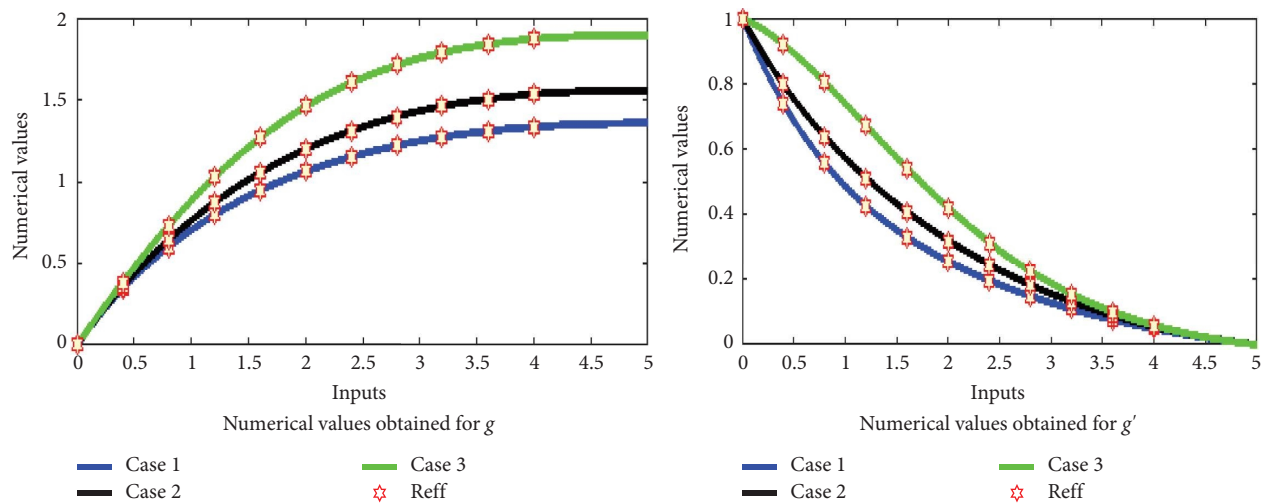 2
1.5
1
0.5
0
Numerical values
0 0.5 1 1.5 2 2.5 3 3.5 4 4.5 5
Inputs
Numerical values obtained for g
Case 1
Case 2
Case 3
Reff
1
0.8
0.6
0.4
0.2
0
Numerical values
0 0.5 1 1.5 2 2.5 3 3.5 4 4.5 5
Inputs
Numerical values obtained for g′
Case 1
Case 2
Case 3
Reff